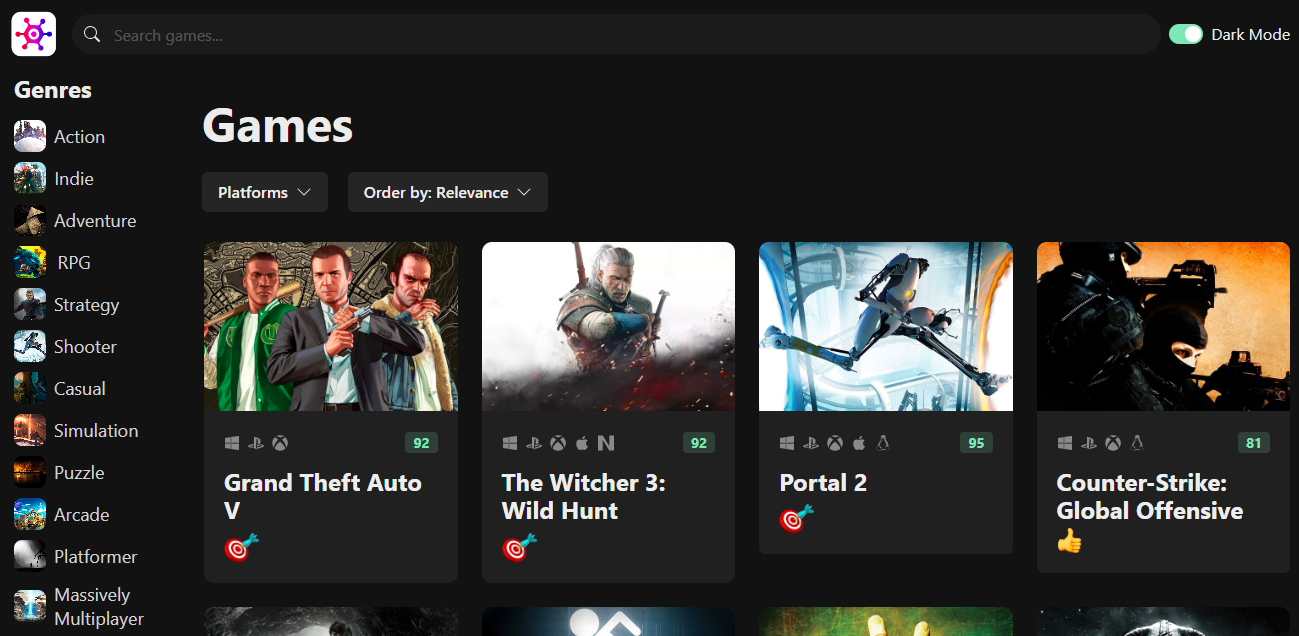 Search games...
Dark Mode
Genres
Action
Indie
Adventure
RPG
Strategy
Shooter
Casual
Simulation
Puzzle
Arcade
Platformer
Massively
Multiplayer
Games
Platforms
Order by: Relevance
92
Grand Theft Auto
V
92
The Witcher 3:
Wild Hunt
95
Portal 2
81
Counter-Strike:
Global Offensive